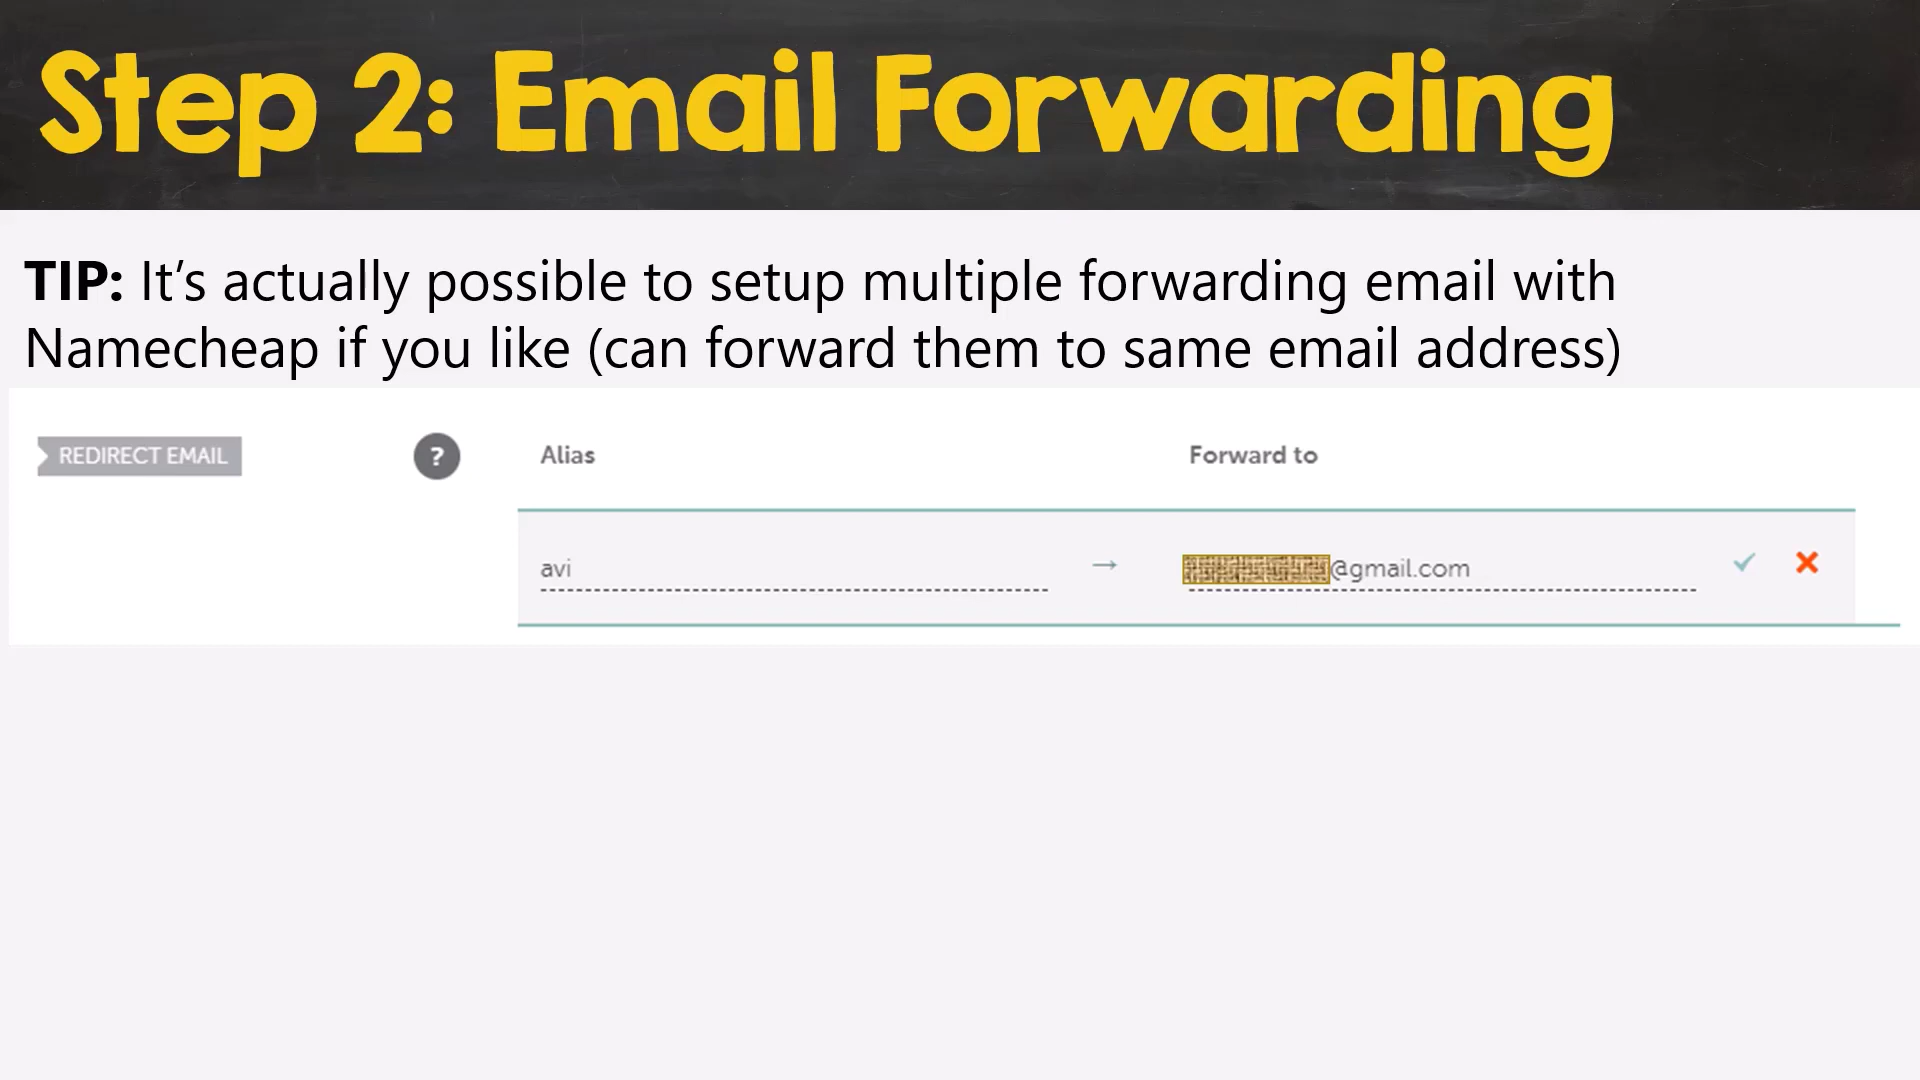 Step 2: Email Forwarding
TIP: It’s actually possible to setup multiple forwarding email with
Namecheap if you like (can forward them to same email address)
REDIRECT EMAIL ? Alias Forward to
avi → @gmail.com